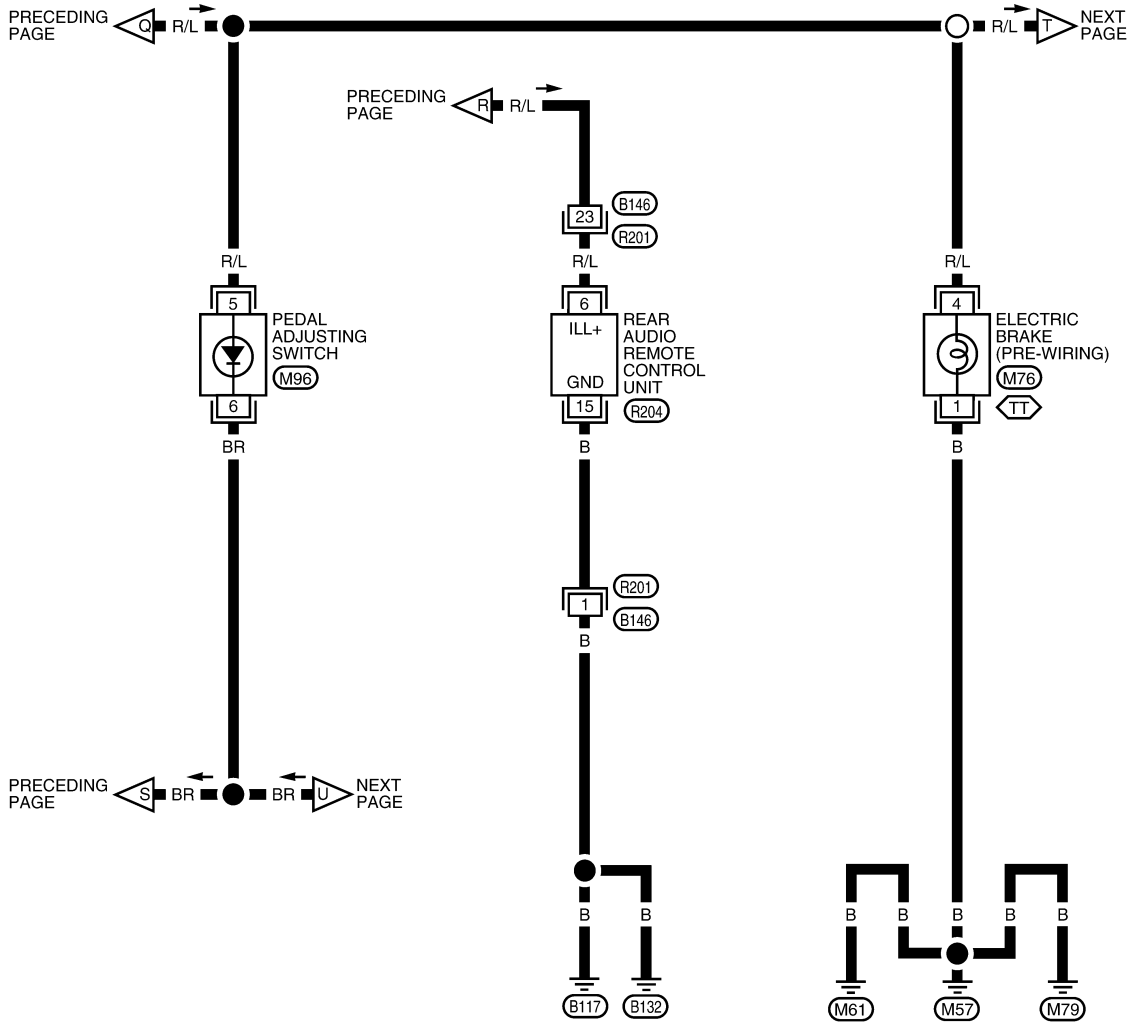 PRECEDING
PAGE
Q
R/L
R/L
T
NEXT
PAGE
PRECEDING
PAGE
R
R/L
23
B146
R201
R/L
R/L
R/L
5
PEDAL
ADJUSTING
SWITCH
M96
6
BR
6
ILL+
GND
15
REAR
AUDIO
REMOTE
CONTROL
UNIT
R204
B
4
ELECTRIC
BRAKE
(PRE-WIRING)
M76
1
TT
B
1
R201
B146
B
PRECEDING
PAGE
S
BR
BR
U
NEXT
PAGE
B
B
B
B
B
B
B
B117
B132
M61
M57
M79